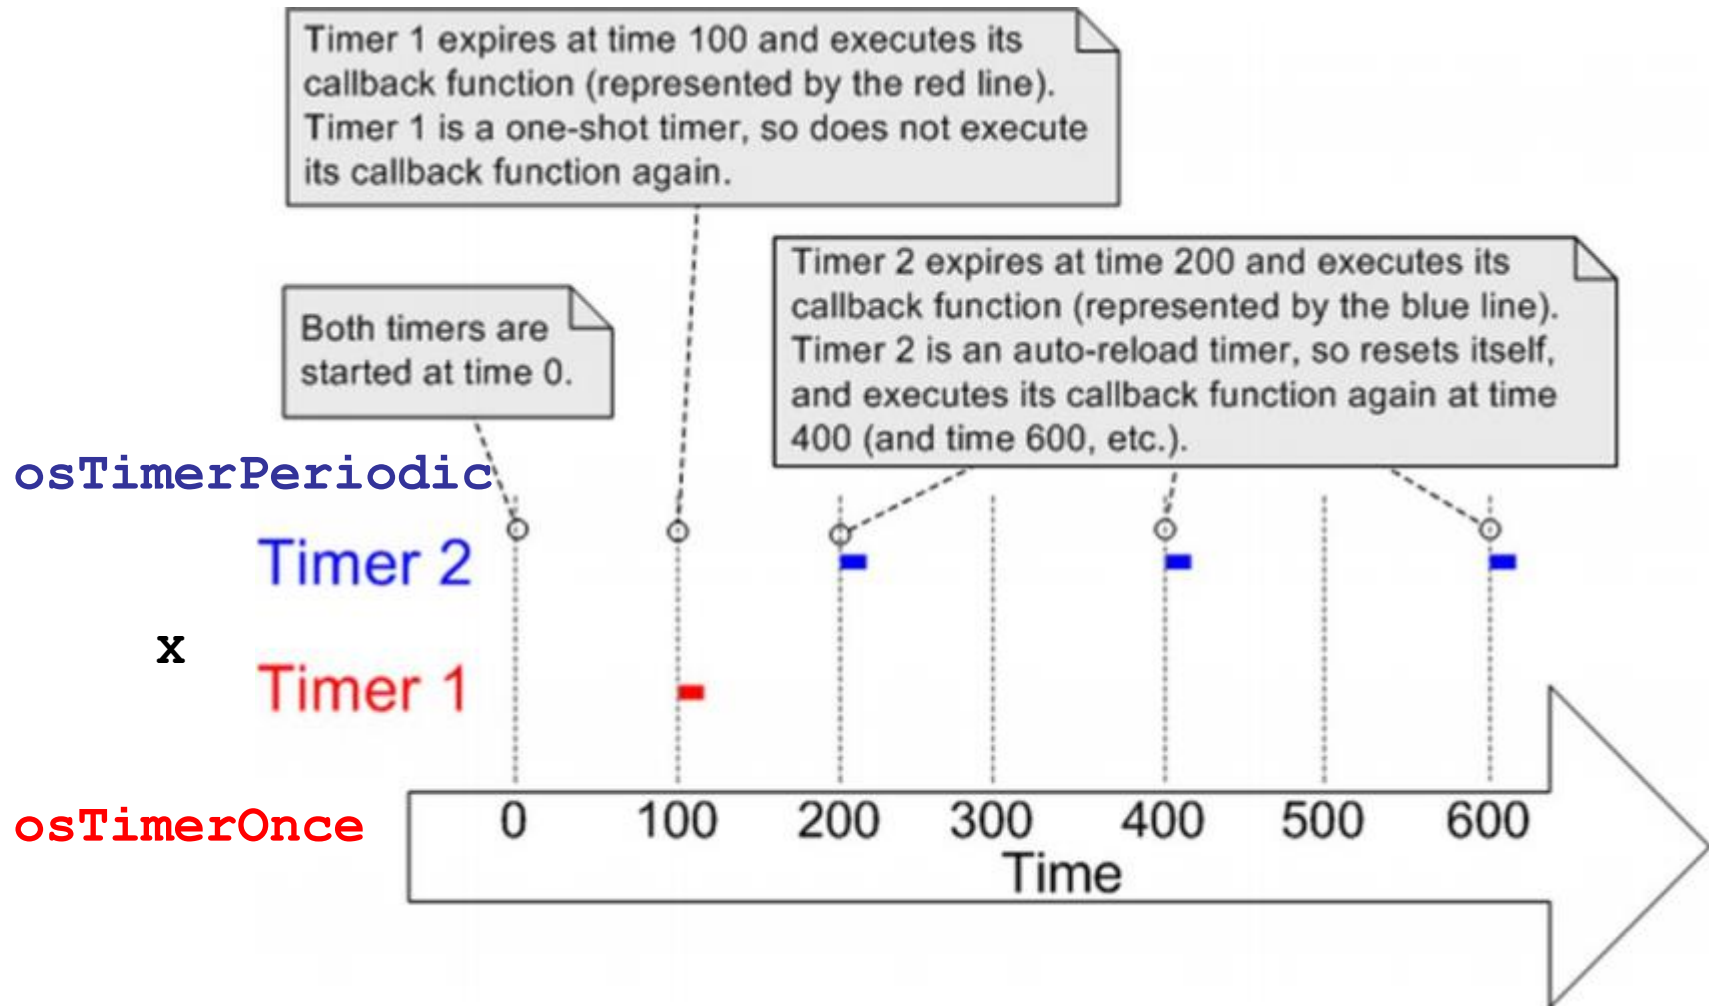 Timer 1 expires at time 100 and executes its
callback function (represented by the red line).
Timer 1 is a one-shot timer, so does not execute
its callback function again.
Timer 2 expires at time 200 and executes its
callback function (represented by the blue line).
Timer 2 is an auto-reload timer, so resets itself,
and executes its callback function again at time
400 (and time 600, etc.).
Both timers are
started at time 0.
osTimerPeriodic
Timer 2
x
Timer 1
osTimerOnce
0 100 200 300 400 500 600
Time